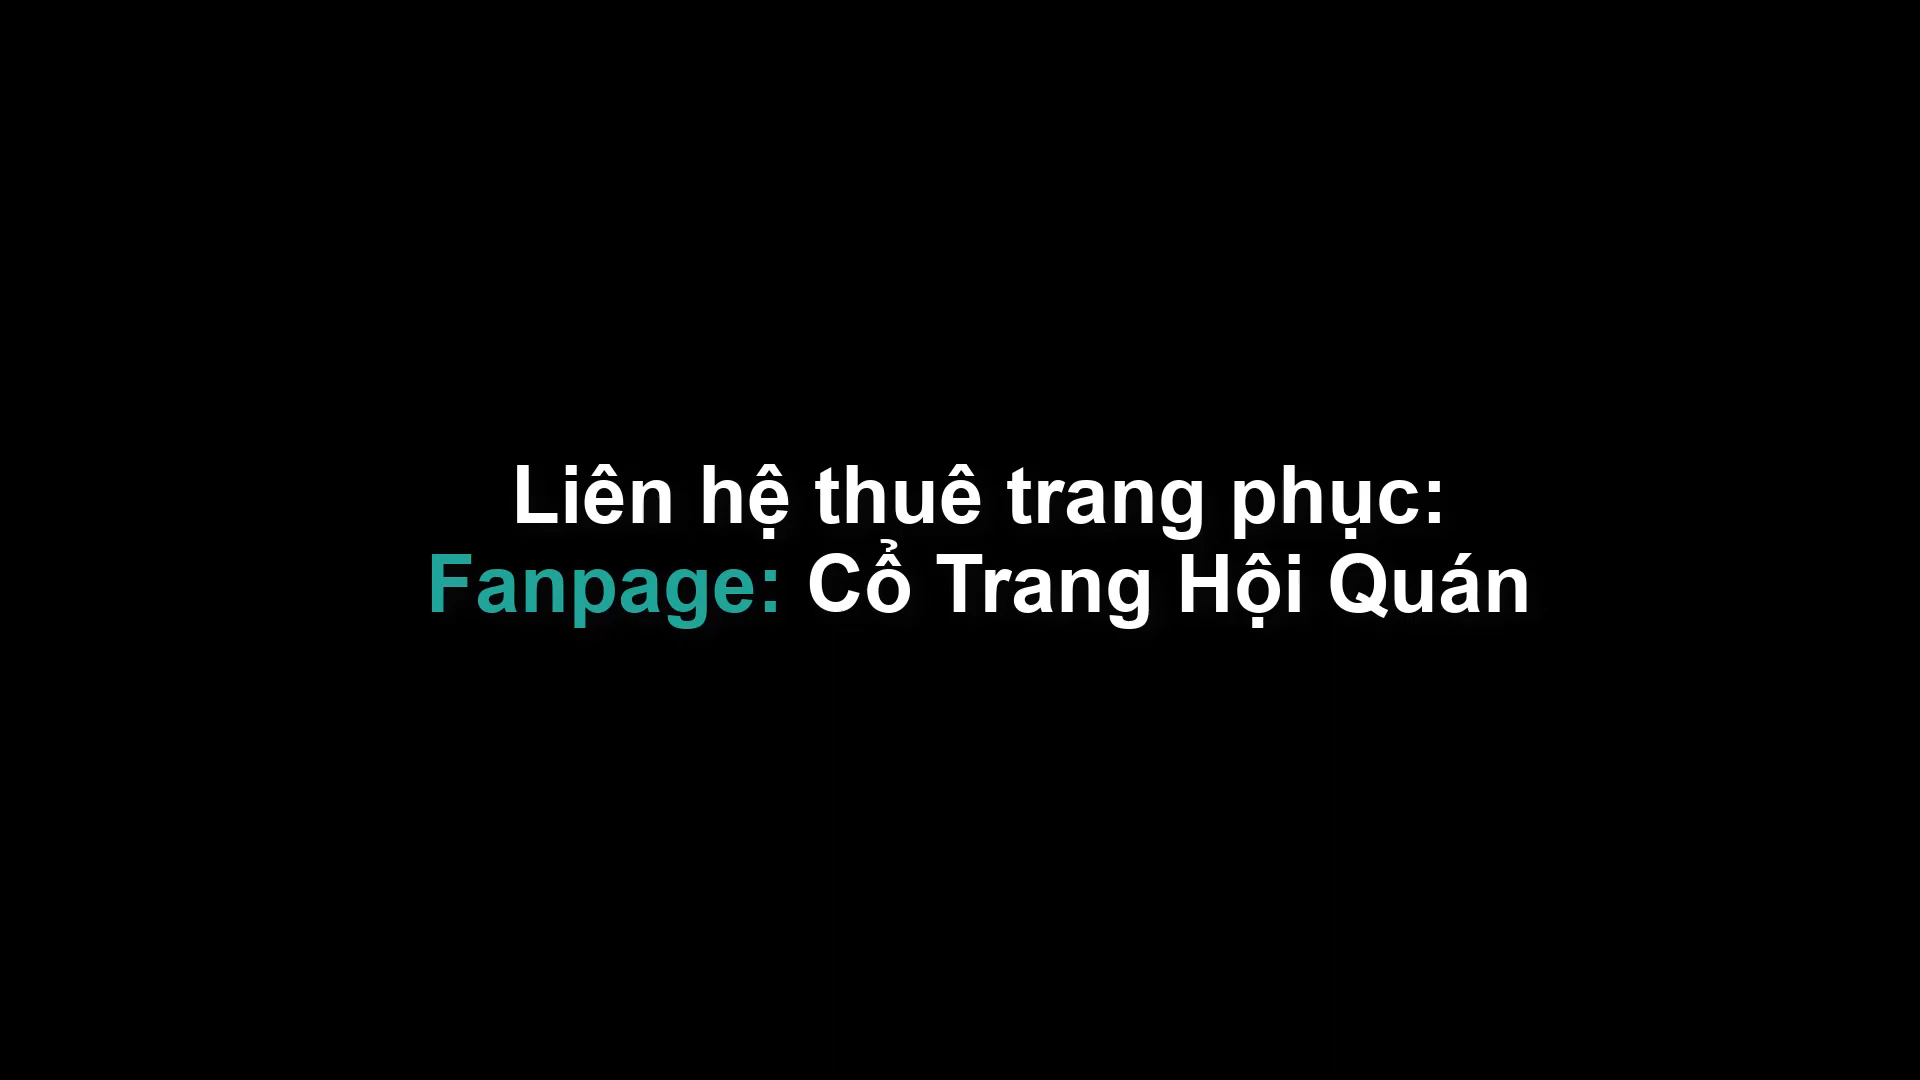 Liên hệ thuê trang phục:
Fanpage: Cổ Trang Hội Quán